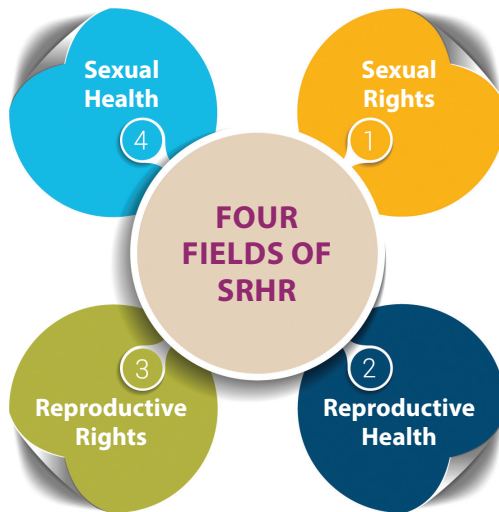 Sexual
Health
4
Sexual
Rights
1
FOUR
FIELDS OF
SRHR
3
Reproductive
Rights
2
Reproductive
Health